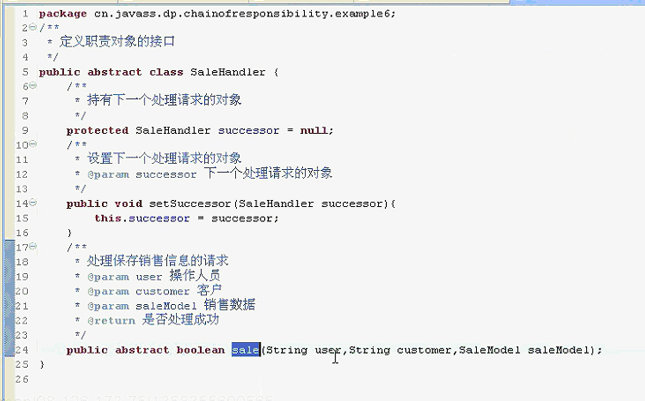 1 package cn.javass.dp.chainofresponsibility.example6;
2 /**
3 * 定义职责对象的接口
4 */
5 public abstract class SaleHandler {
6 /**
7 * 持有下一个处理请求的对象
8 */
9 protected SaleHandler successor = null;
10 /**
11 * 设置下一个处理请求的对象
12 * @param successor 下一个处理请求的对象
13 */
14 public void setSuccessor(SaleHandler successor){
15 this.successor = successor;
16 }
17 /**
18 * 处理保存销售信息的请求
19 * @param user 操作人员
20 * @param customer 客户
21 * @param saleModel 销售数据
22 * @return 是否处理成功
23 */
24 public abstract boolean sale(String user,String customer,SaleModel saleModel);
25 }
26